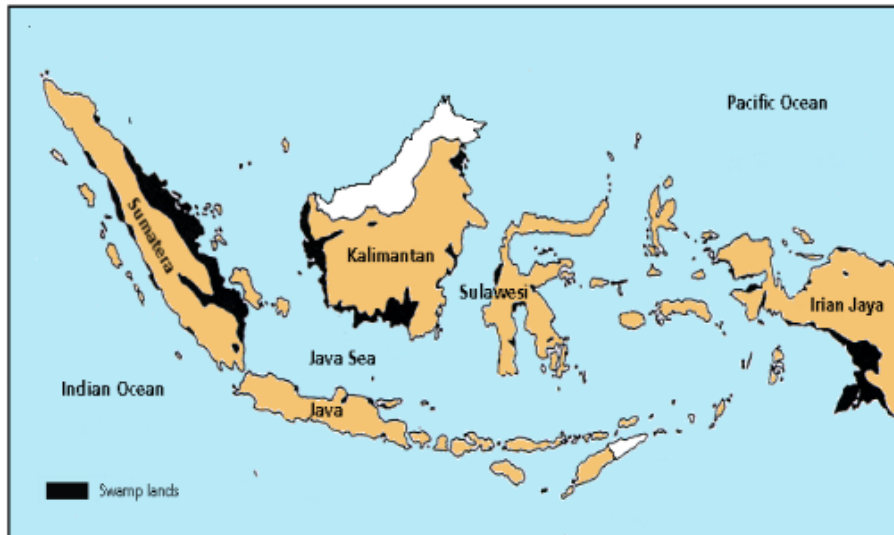 Pacific Ocean
Sumatera
Kalimantan
Sulawesi
Irian Jaya
Java Sea
Indian Ocean
Java
Swamp lands